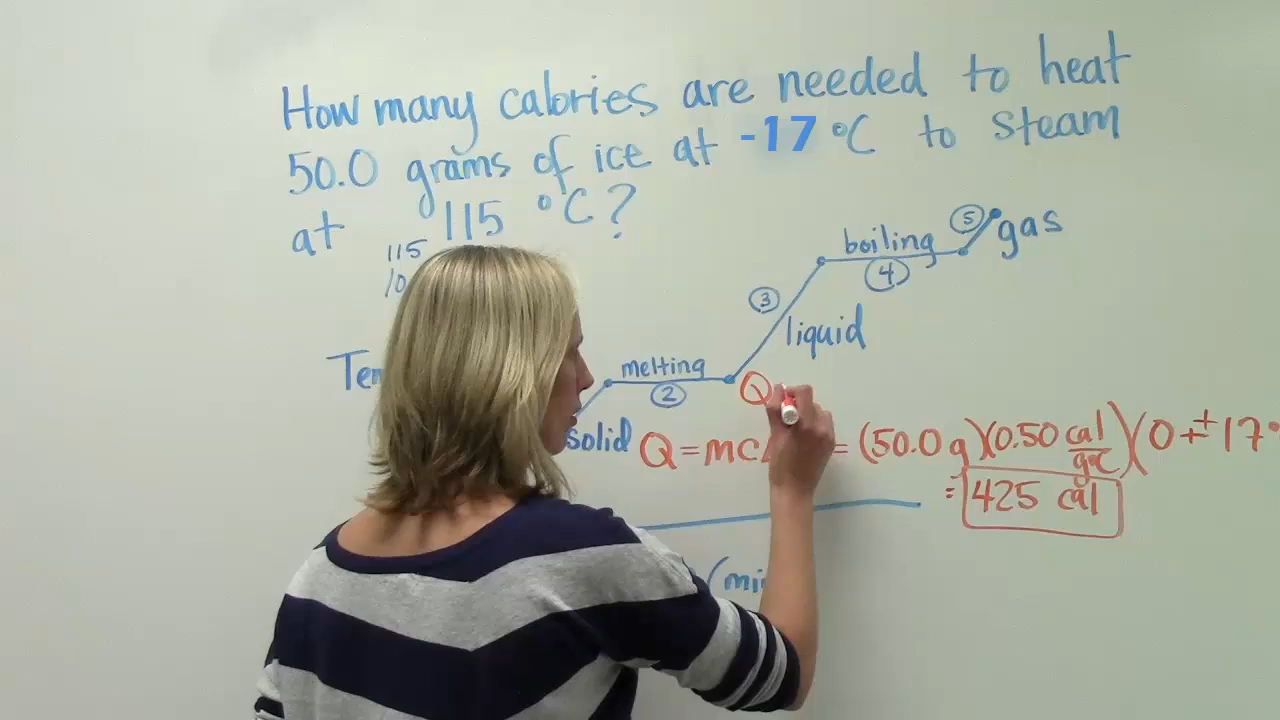 How many calories are needed to heat
50.0 grams of ice at -17 °C to steam
at 115 °C?
115
10
boiling
④
⑤
gas
③
liquid
melting
②
solid
Q
Q = mc = (50.0 g)(0.50 cal/g°C)(0 +± 17°
= 425 cal